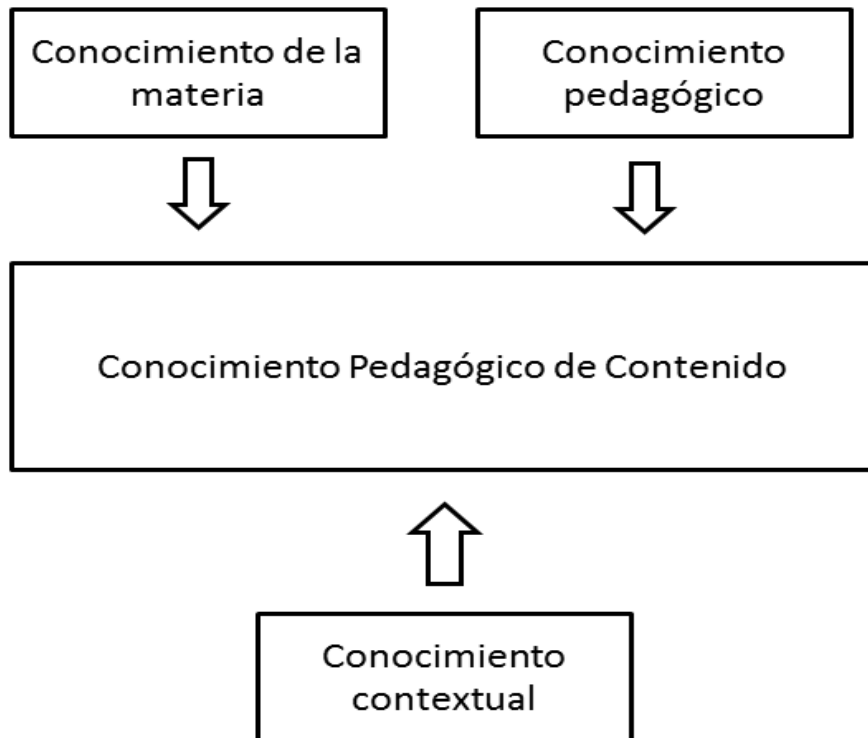 Conocimiento de la
materia
Conocimiento
pedagógico
Conocimiento Pedagógico de Contenido
Conocimiento
contextual